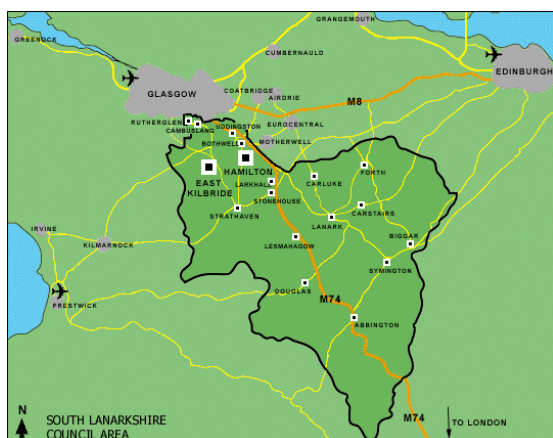 GRANGEMOUTH
GREENOCK
CUMBERNAULD
EDINBURGH
GLASGOW
COATBRIDGE
AIRDRIE
M8
RUTHERGLEN
EUROCENTRAL
CAMBUSLANG
UDDINGSTON
BOTHWELL
MOTHERWELL
HAMILTON
FORTH
EAST
KILBRIDE
LARKHALL
CARLUKE
STONEHOUSE
STRATHAVEN
CARSTAIRS
LANARK
IRVINE
BIGGAR
KILMARNOCK
LESMAHAGOW
SYMINGTON
DOUGLAS
PRESTWICK
M74
ABBINGTON
N
SOUTH LANARKSHIRE
COUNCIL AREA
M74
TO LONDON